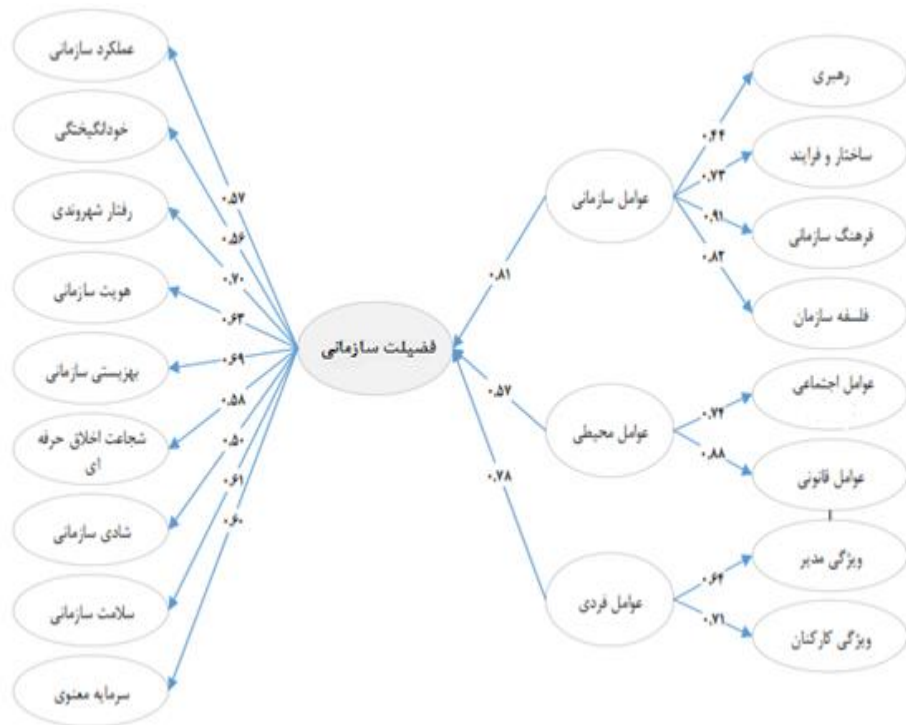 رهبری
ساختار و فرایند
فرهنگ سازمانی
فلسفه سازمان
عوامل اجتماعی
عوامل قانونی
ویژگی مدیر
ویژگی کارکنان
۰.۴۴
۰.۷۳
۰.۹۱
۰.۸۲
۰.۷۴
۰.۸۸
۰.۶۴
۰.۷۱
عوامل سازمانی
عوامل محیطی
عوامل فردی
۰.۸۱
۰.۵۷
۰.۷۸
فضیلت سازمانی
۰.۵۷
۰.۵۶
۰.۷۰
۰.۶۳
۰.۶۹
۰.۵۸
۰.۵۰
۰.۶۱
۰.۶۰
عملکرد سازمانی
خودانگیختگی
رفتار شهروندی
هویت سازمانی
بهزیستی سازمانی
شجاعت اخلاق حرفه
ای
شادی سازمانی
سلامت سازمانی
سرمایه معنوی